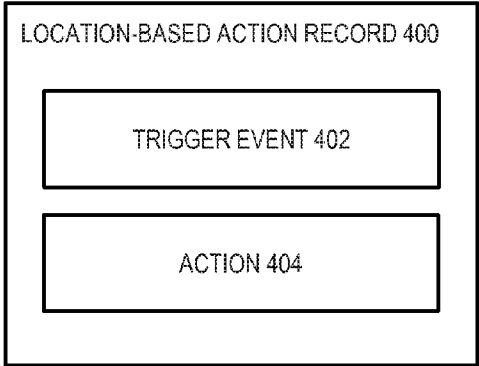 LOCATION-BASED ACTION RECORD 400
TRIGGER EVENT 402
ACTION 404